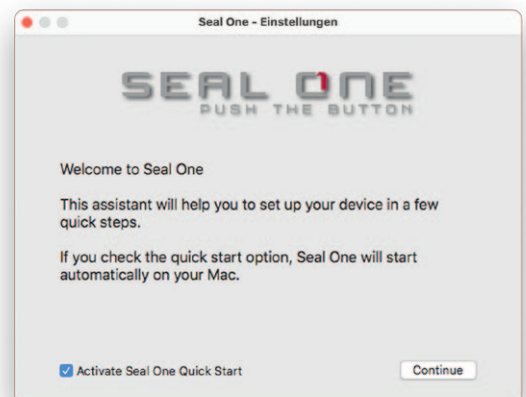 Seal One - Einstellungen
SEAL ONE
PUSH THE BUTTON
Welcome to Seal One
This assistant will help you to set up your device in a few
quick steps.
If you check the quick start option, Seal One will start
automatically on your Mac.
Activate Seal One Quick Start
Continue